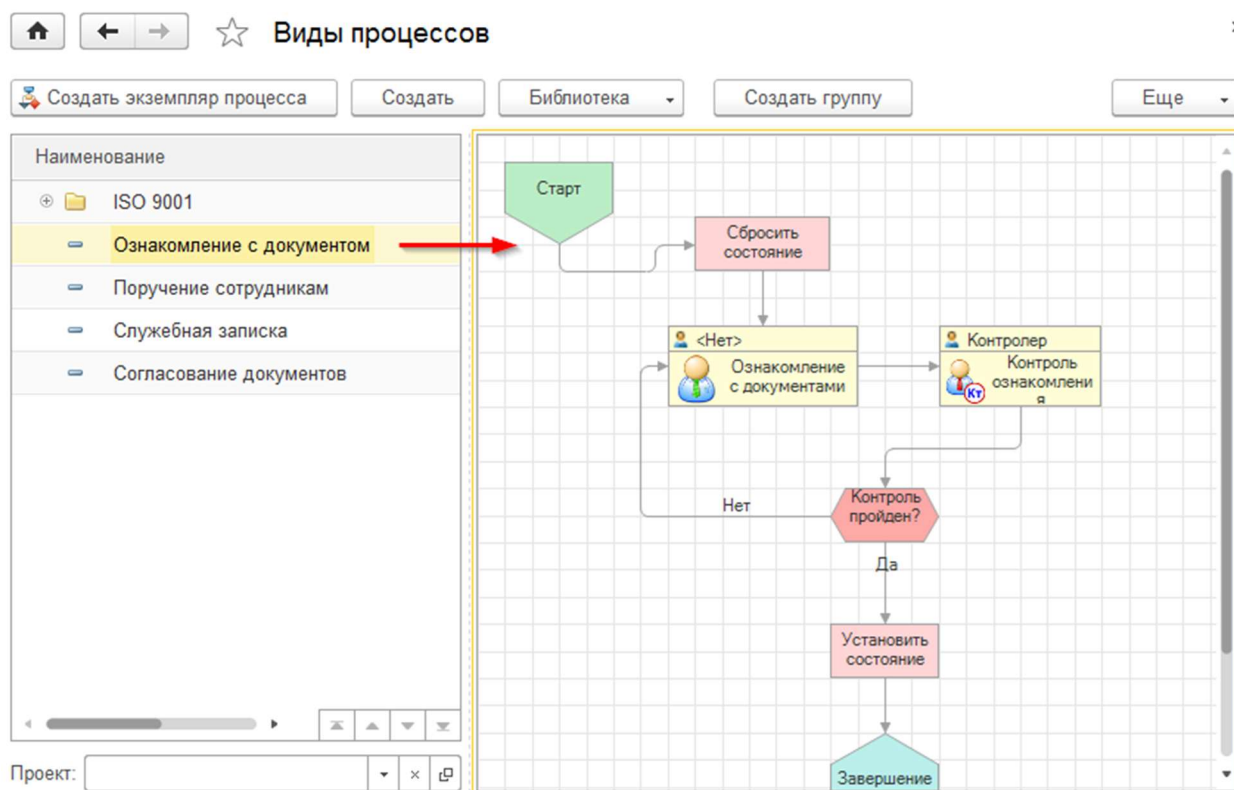 Виды процессов
Создать экземпляр процесса
Создать
Библиотека
Создать группу
Еще
Наименование
ISO 9001
Ознакомление с документом
Поручение сотрудникам
Служебная записка
Согласование документов
Проект:
Старт
Сбросить
состояние
<Нет>
Ознакомление
с документами
Контролер
Контроль
ознакомлени
я
Кт
Контроль
пройден?
Нет
Да
Установить
состояние
Завершение